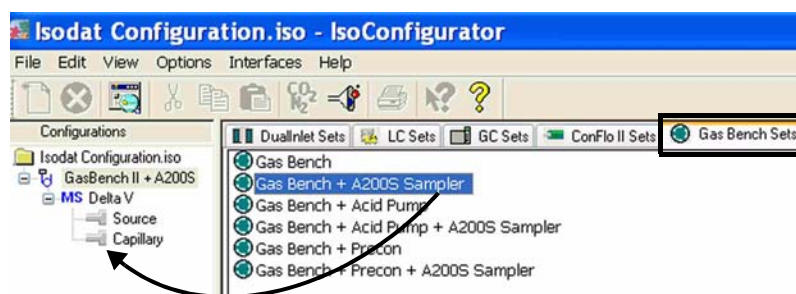 Isodat Configuration.iso - IsoConfigurator
File Edit View Options Interfaces Help
CO2 N2
Configurations
Isodat Configuration.iso
GasBench II + A200S
MS Delta V
Source
Capillary
DualInlet Sets LC Sets GC Sets ConFlo II Sets Gas Bench Sets
Gas Bench
Gas Bench + A200S Sampler
Gas Bench + Acid Pump
Gas Bench + Acid Pump + A200S Sampler
Gas Bench + Precon
Gas Bench + Precon + A200S Sampler